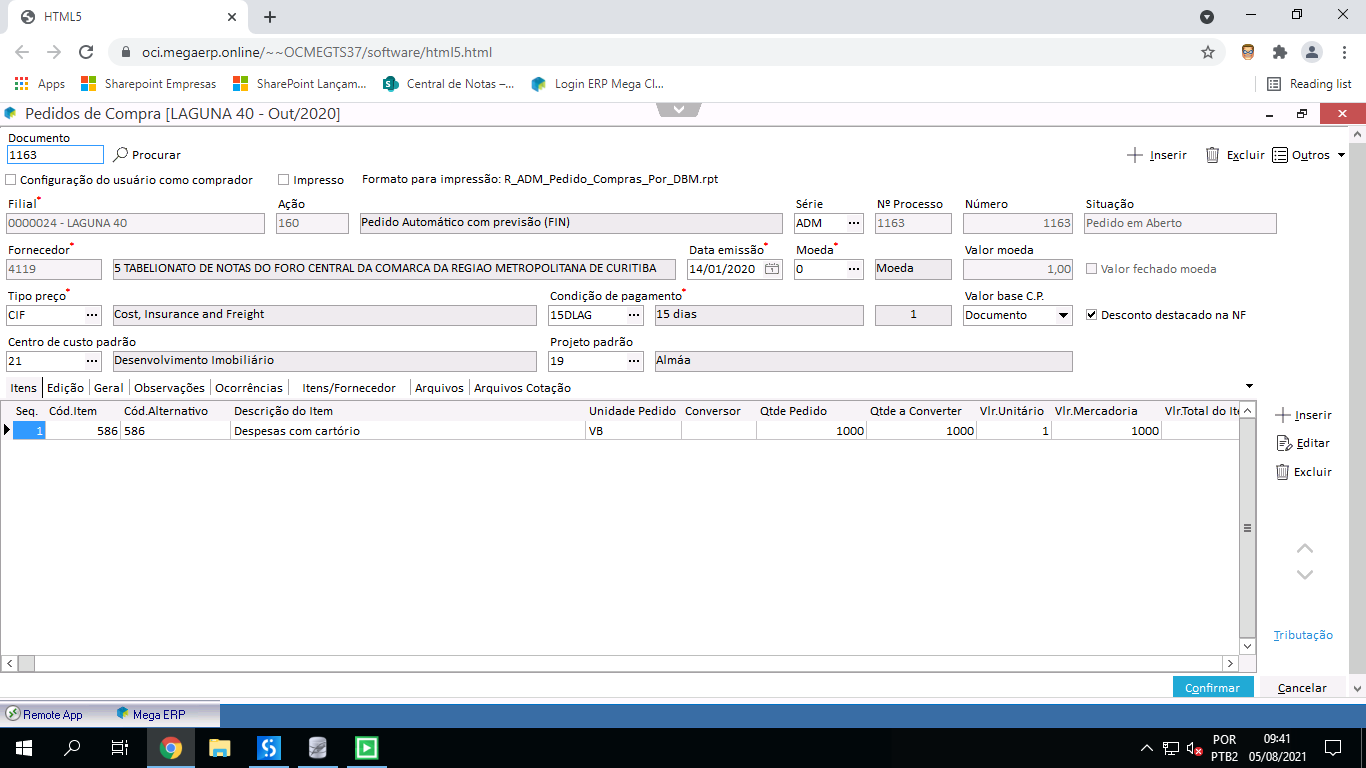 HTML5
oci.megaerp.online/~~OCMEGTS37/software/html5.html
Apps Sharepoint Empresas SharePoint Lançam... Central de Notas –... Login ERP Mega Cl... Reading list
Pedidos de Compra [LAGUNA 40 - Out/2020]
Documento
1163 Procurar Inserir Excluir Outros
Configuração do usuário como comprador Impresso Formato para impressão: R_ADM_Pedido_Compras_Por_DBM.rpt
Filial* Ação Série Nº Processo Número Situação
0000024 - LAGUNA 40 160 Pedido Automático com previsão (FIN) ADM ... 1163 1163 Pedido em Aberto
Fornecedor* Data emissão* Moeda* Valor moeda
4119 5 TABELIONATO DE NOTAS DO FORO CENTRAL DA COMARCA DA REGIAO METROPOLITANA DE CURITIBA 14/01/2020 0 ... Moeda 1,00 Valor fechado moeda
Tipo preço* Condição de pagamento* Valor base C.P.
CIF ... Cost, Insurance and Freight 15DLAG ... 15 dias 1 Documento Desconto destacado na NF
Centro de custo padrão Projeto padrão
21 ... Desenvolvimento Imobiliário 19 ... Almáa
Itens Edição Geral Observações Ocorrências Itens/Fornecedor Arquivos Arquivos Cotação
Seq. Cód.Item Cód.Alternativo Descrição do Item Unidade Pedido Conversor Qtde Pedido Qtde a Converter Vlr.Unitário Vlr.Mercadoria Vlr.Total do Ite
1 586 586 Despesas com cartório VB 1000 1000 1 1000
Inserir
Editar
Excluir
Tributação
Confirmar Cancelar
Remote App Mega ERP
POR 09:41
PTB2 05/08/2021